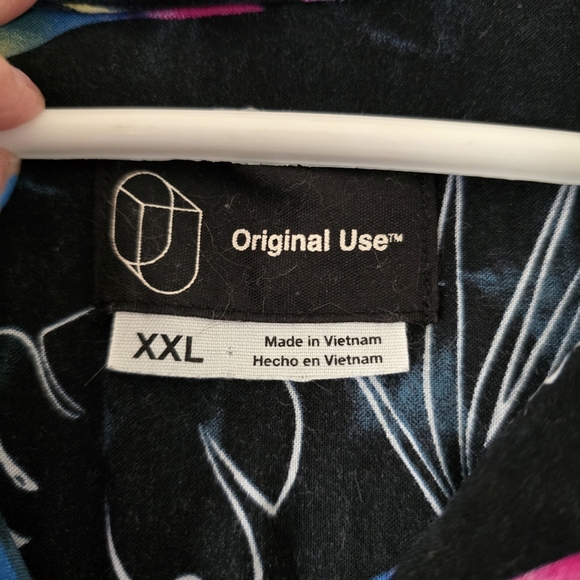 Original Use™
XXL
Made in Vietnam
Hecho en Vietnam